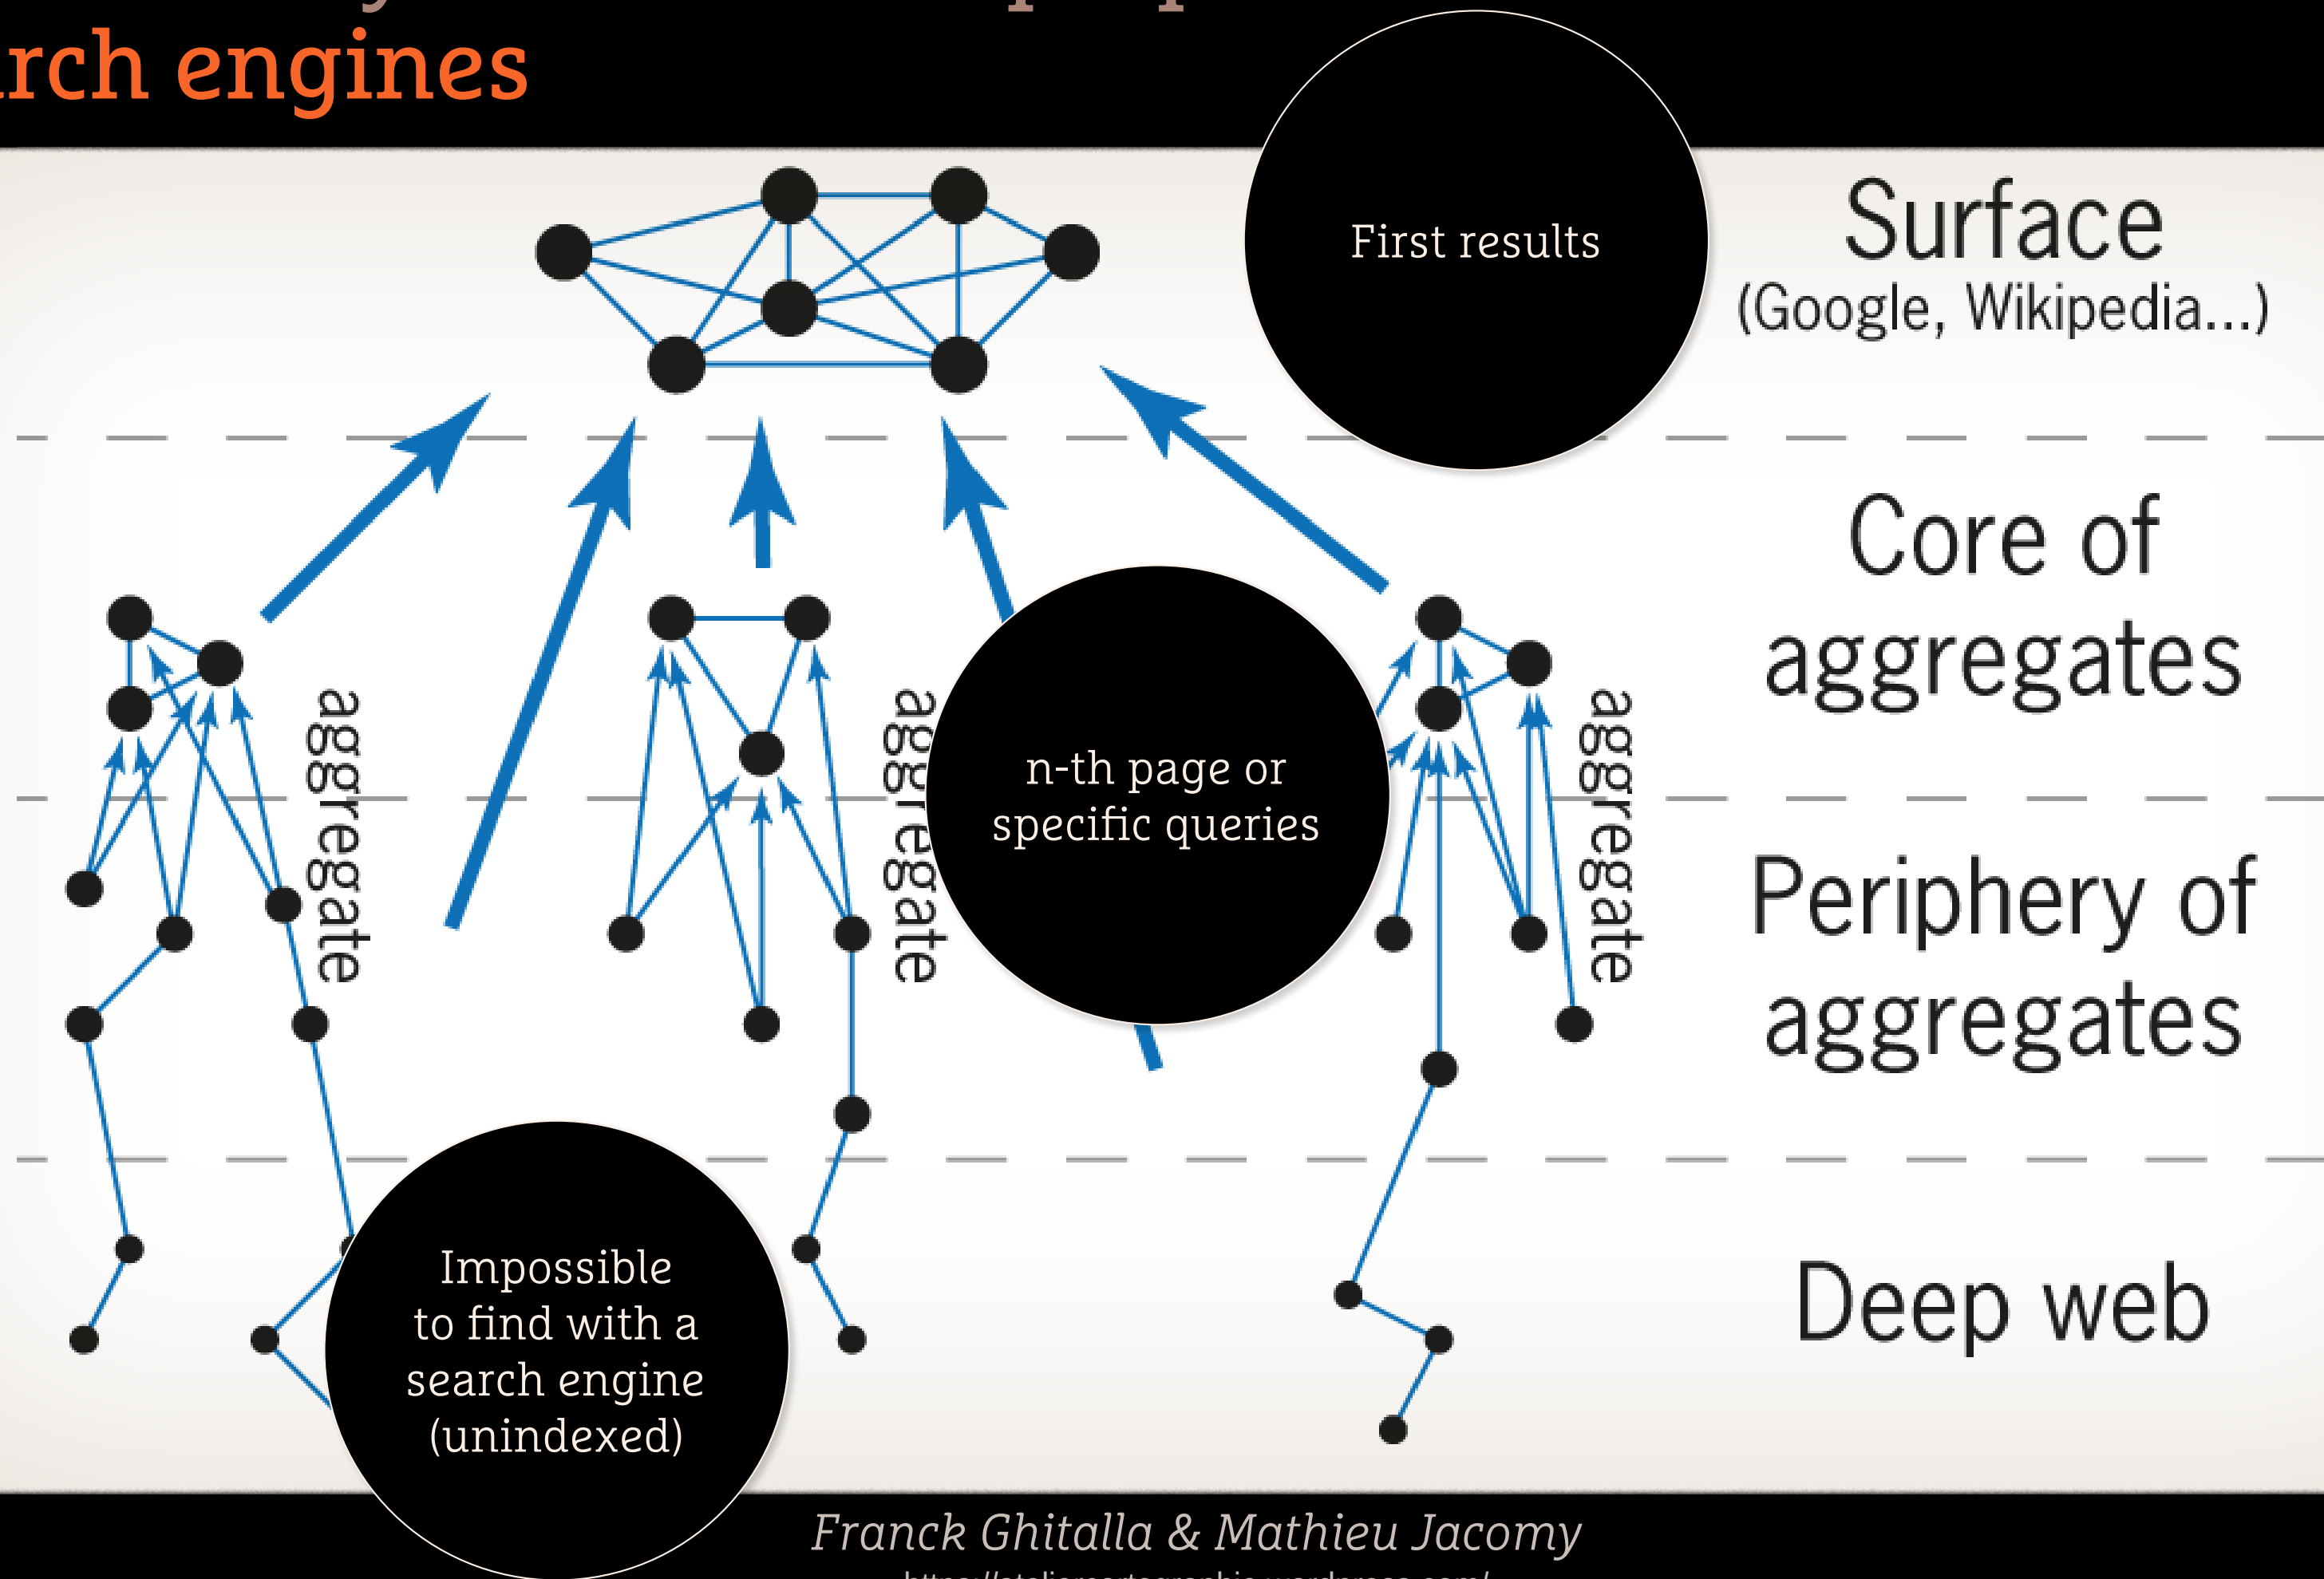 engines
First results
Surface
(Google, Wikipedia...)
Core of
aggregates
aggregate
aggregate
aggregate
n-th page or
specific queries
Periphery of
aggregates
Impossible
to find with a
search engine
(unindexed)
Deep web
Franck Ghitalla & Mathieu Jacomy